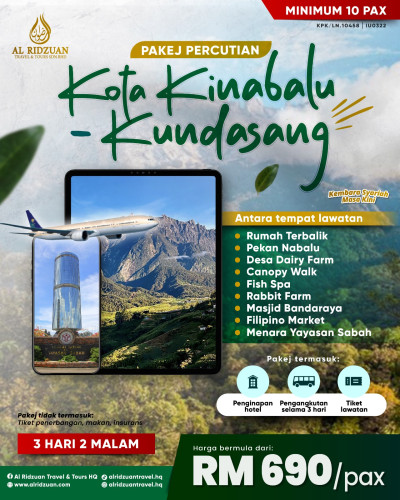 MINIMUM 10 PAX
KPK/LN.10458 | IU0322
AL RIDZUAN
TRAVEL & TOURS SDN BHD
PAKEJ PERCUTIAN
Kota Kinabalu
- Kundasang
Kembara Syariah
Masa Kini
Antara tempat lawatan
Rumah Terbalik
Pekan Nabalu
Desa Dairy Farm
Canopy Walk
Fish Spa
Rabbit Farm
Masjid Bandaraya
Filipino Market
Menara Yayasan Sabah
Pakej termasuk:
Penginapan hotel
Pengangkutan selama 3 hari
Tiket lawatan
Pakej tidak termasuk:
Tiket penerbangan, makan, insurans
3 HARI 2 MALAM
Harga bermula dari:
RM 690/pax
Al Ridzuan Travel & Tours HQ
alridzuantravel.hq
www.alridzuan.com
alridzuantravel.hq